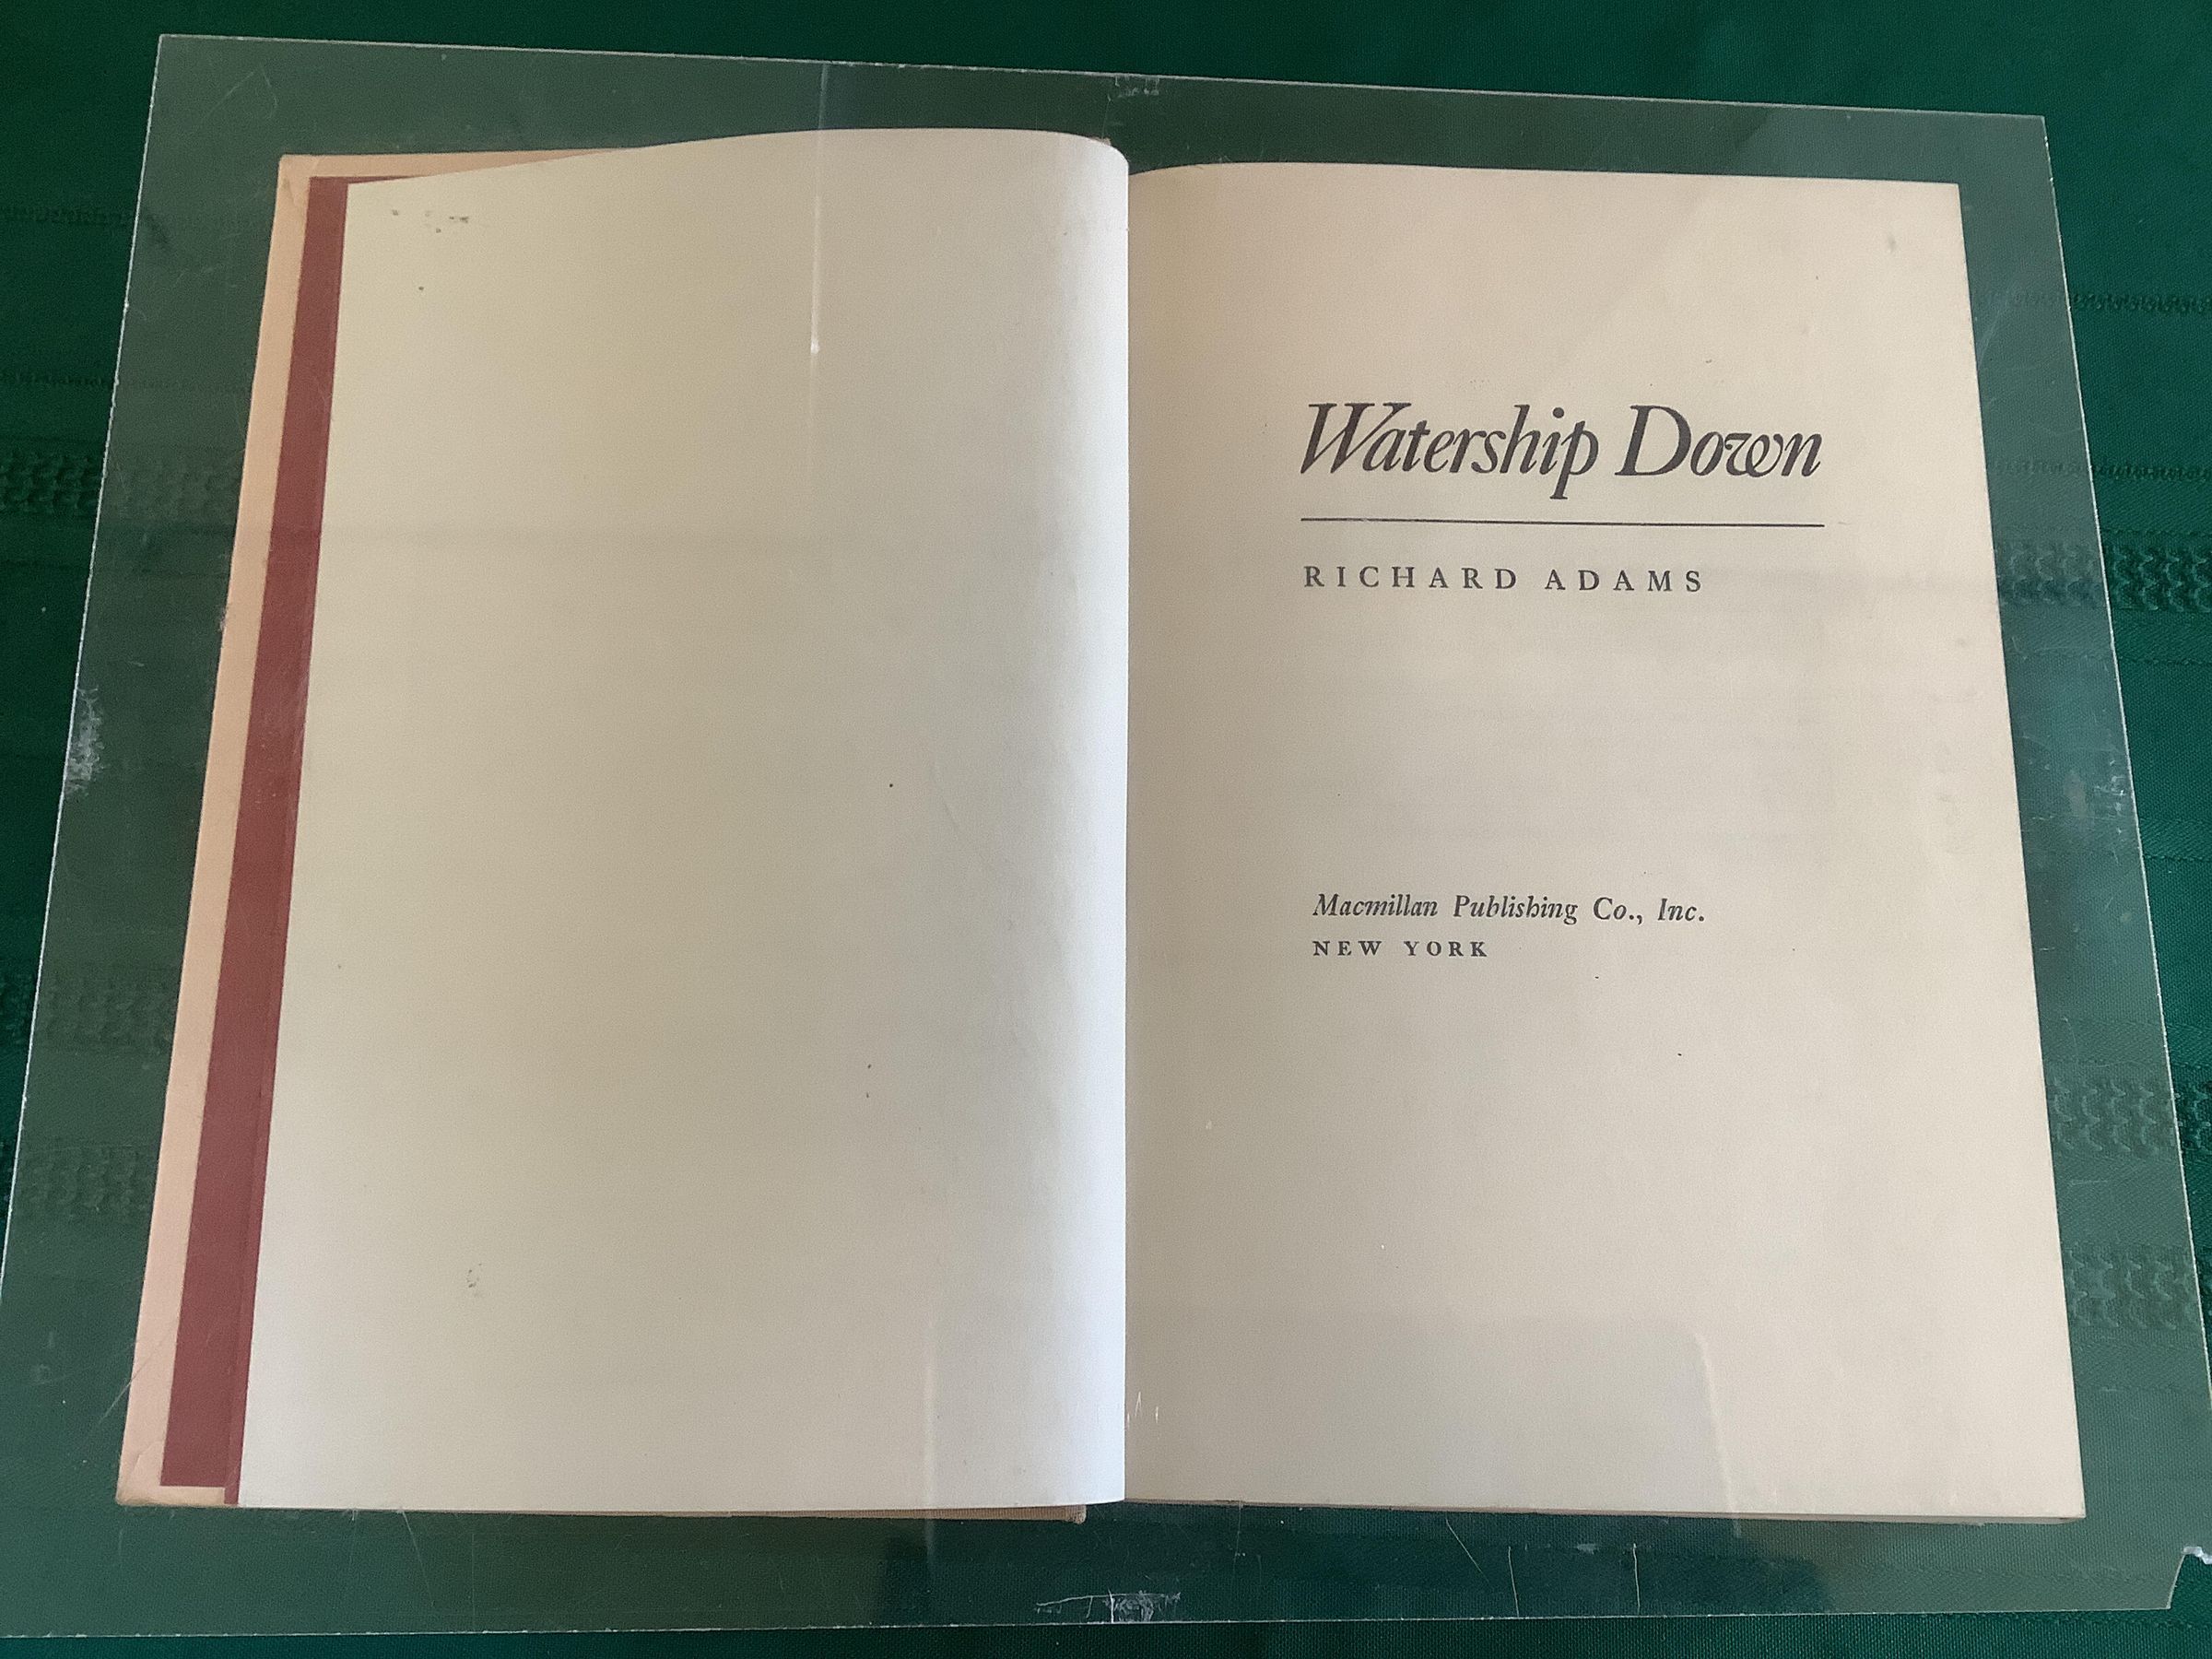 Watership Down
RICHARD ADAMS
Macmillan Publishing Co., Inc.
NEW YORK